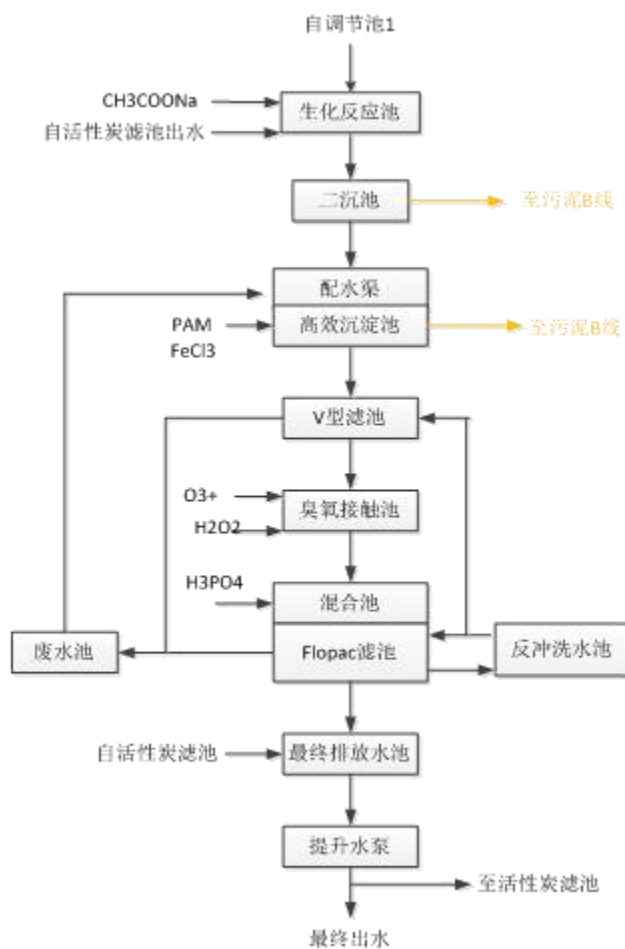 自调节池1
CH3COONa
生化反应池
自活性炭滤池出水
二沉池
至污泥B线
配水渠
PAM
高效沉淀池
至污泥B线
FeCl3
V型滤池
O3+
臭氧接触池
H2O2
H3PO4
混合池
废水池
Flopac滤池
反冲洗水池
自活性炭滤池
最终排放水池
提升水泵
至活性炭滤池
最终出水